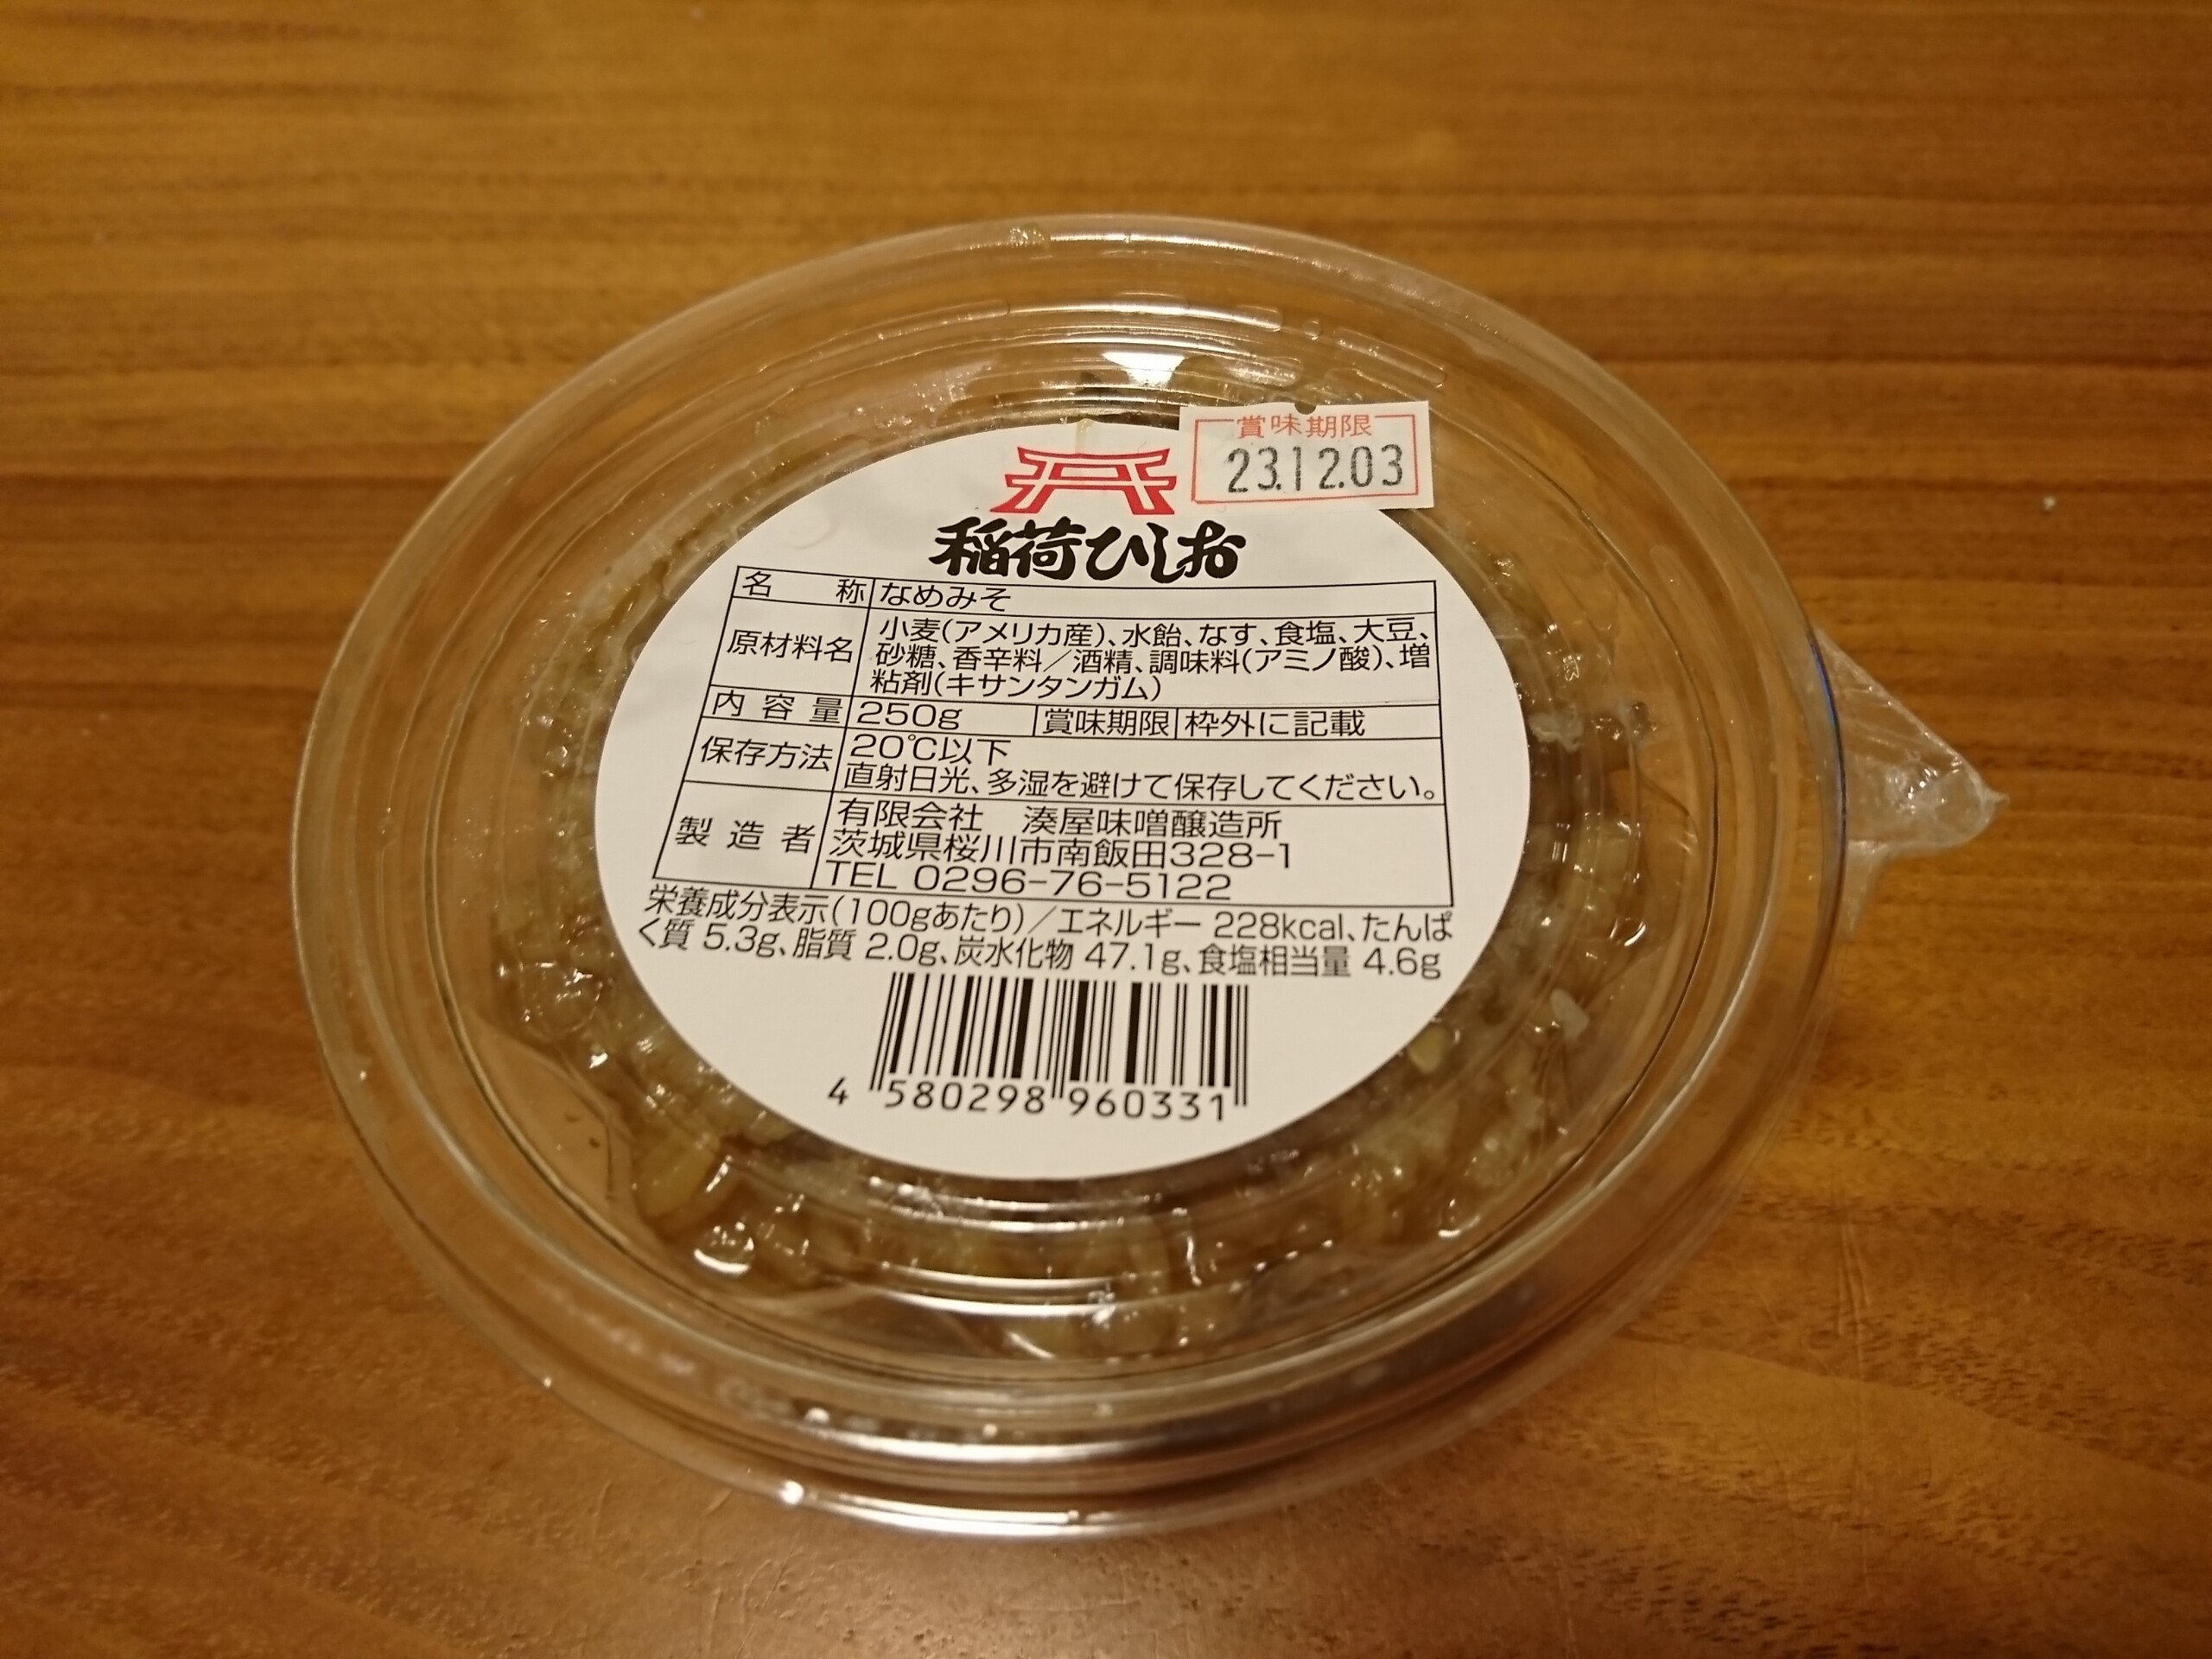 賞味期限
23.12.03
稲荷ひしお
名称 なめみそ
原材料名 小麦(アメリカ産)、水飴、なす、食塩、大豆、
砂糖、香辛料/酒精、調味料(アミノ酸)、増
粘剤(キサンタンガム)
内容量 250g 賞味期限 枠外に記載
保存方法 20℃以下
直射日光、多湿を避けて保存してください。
製造者 有限会社 湊屋味噌醸造所
茨城県桜川市南飯田328-1
TEL 0296-76-5122
栄養成分表示(100gあたり)/エネルギー 228kcal、たんぱ
く質 5.3g、脂質 2.0g、炭水化物 47.1g、食塩相当量 4.6g
4 580298 960331